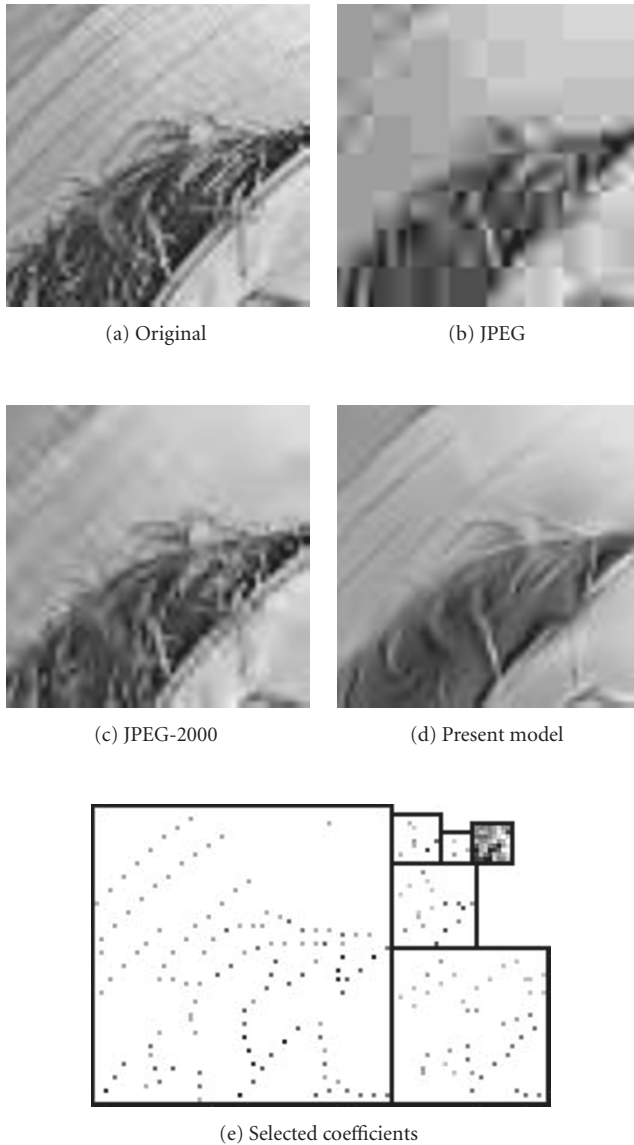 (a) Original
(b) JPEG
(c) JPEG-2000
(d) Present model
(e) Selected coefficients